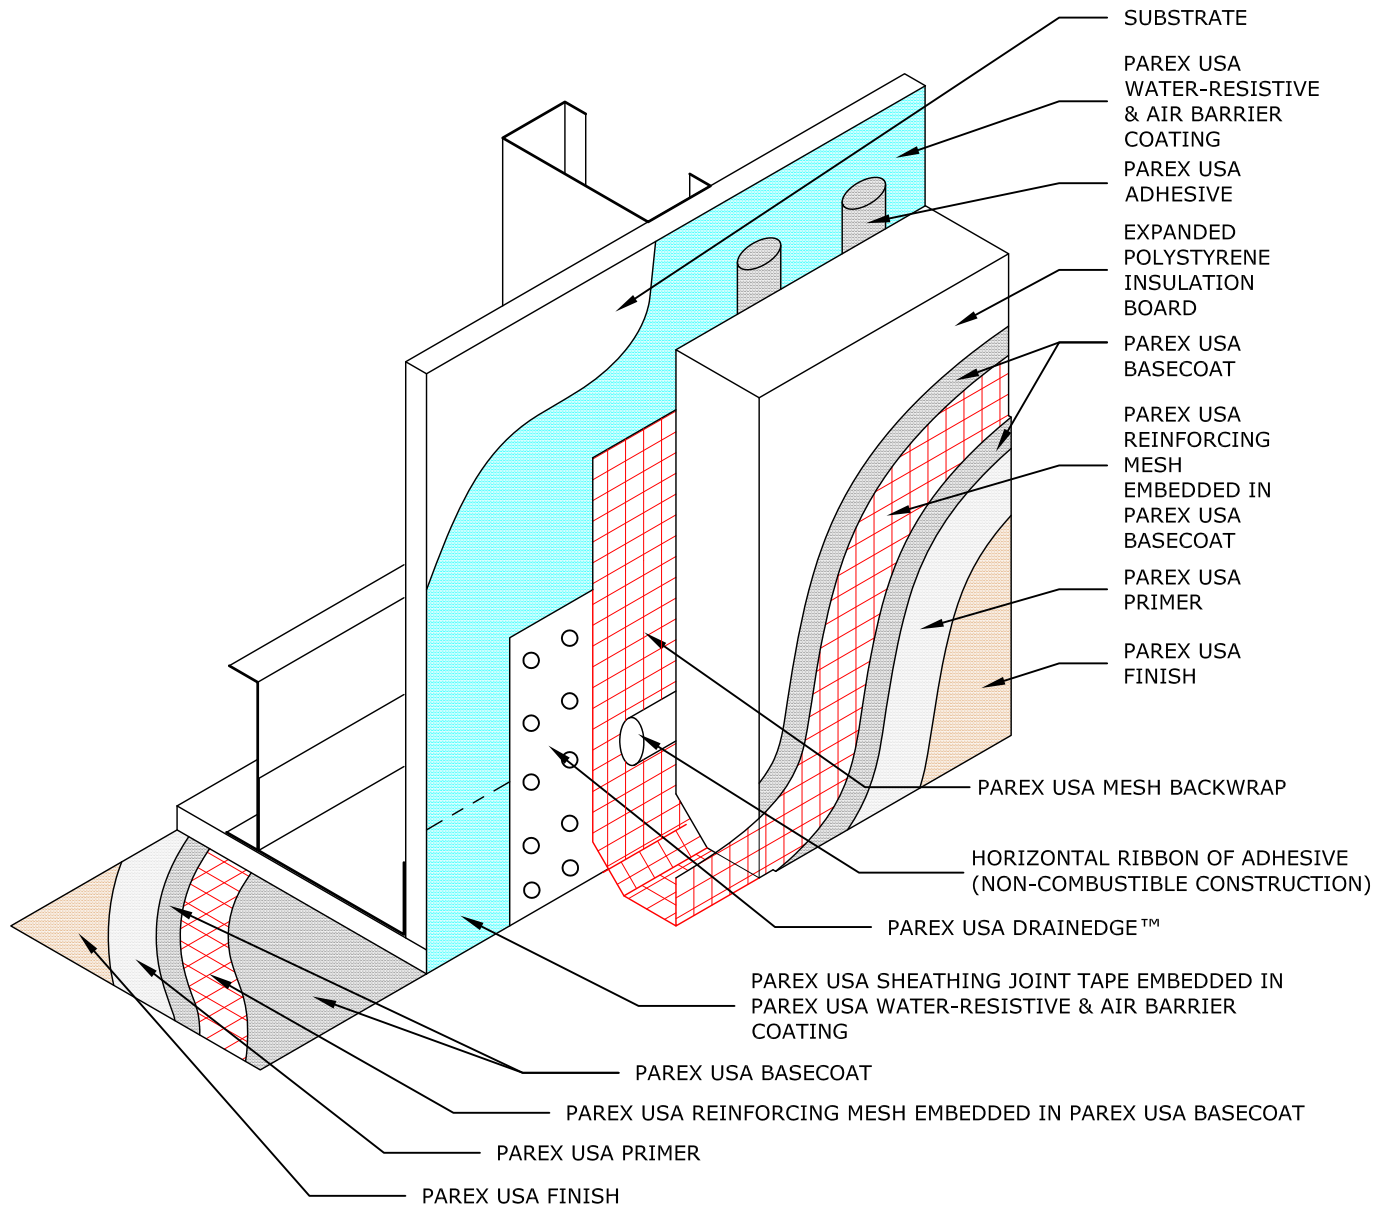 SUBSTRATE
PAREX USA
WATER-RESISTIVE
& AIR BARRIER
COATING
PAREX USA
ADHESIVE
EXPANDED
POLYSTYRENE
INSULATION
BOARD
PAREX USA
BASECOAT
PAREX USA
REINFORCING
MESH
EMBEDDED IN
PAREX USA
BASECOAT
PAREX USA
PRIMER
PAREX USA
FINISH
PAREX USA MESH BACKWRAP
HORIZONTAL RIBBON OF ADHESIVE
(NON-COMBUSTIBLE CONSTRUCTION)
PAREX USA DRAINEDGE™
PAREX USA SHEATHING JOINT TAPE EMBEDDED IN
PAREX USA WATER-RESISTIVE & AIR BARRIER
COATING
PAREX USA BASECOAT
PAREX USA REINFORCING MESH EMBEDDED IN PAREX USA BASECOAT
PAREX USA PRIMER
PAREX USA FINISH